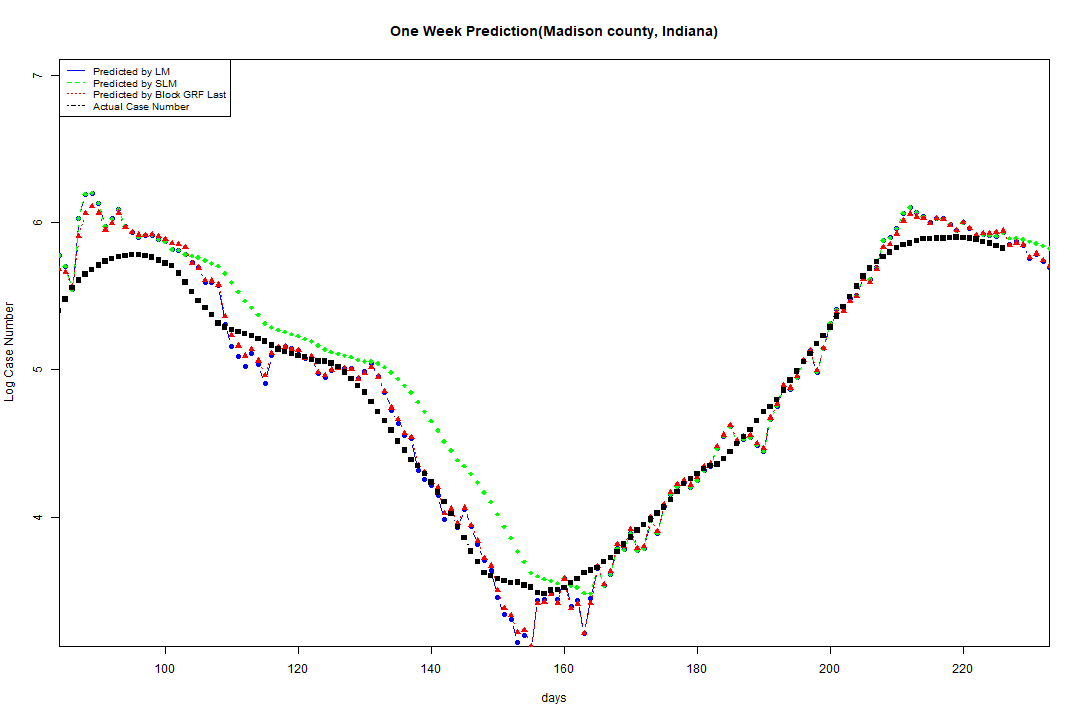 One Week Prediction(Madison county, Indiana)
Predicted by LM
Predicted by SLM
Predicted by Block GRF Last
Actual Case Number
7
6
5
4
Log Case Number
100 120 140 160 180 200 220
days